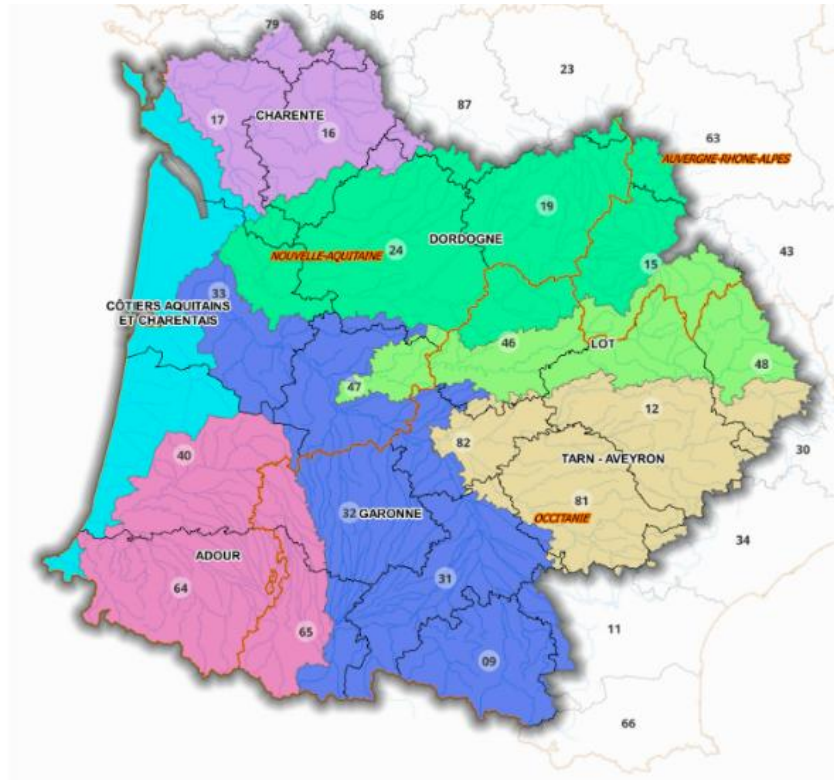 86
79
23
87
17
CHARENTE
16
63
AUVERGNE-RHONE-ALPES
19
DORDOGNE
24
NOUVELLE-AQUITAINE
43
15
33
CÔTIERS AQUITAINS
ET CHARENTAIS
46
LOT
48
47
12
82
TARN - AVEYRON
30
40
81
32
GARONNE
OCCITANIE
34
ADOUR
31
64
65
11
09
66